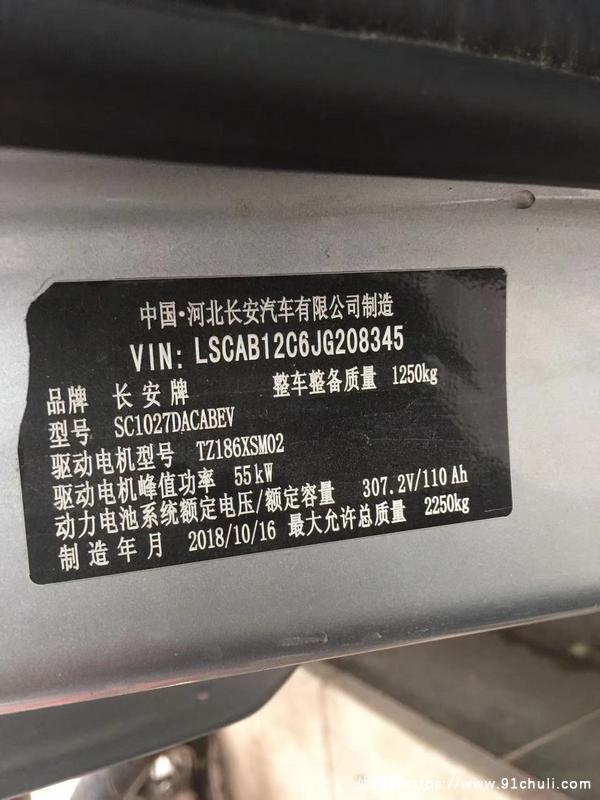 中国·河北长安汽车有限公司制造
VIN: LSCAB12C6JG208345
品牌 长安牌 整车整备质量 1250kg
型号 SC1027DACABEV
驱动电机型号 TZ186XSM02
驱动电机峰值功率 55kW
动力电池系统额定电压/额定容量 307.2V/110Ah
制造年月 2018/10/16 最大允许总质量 2250kg
https://www.91chuli.com